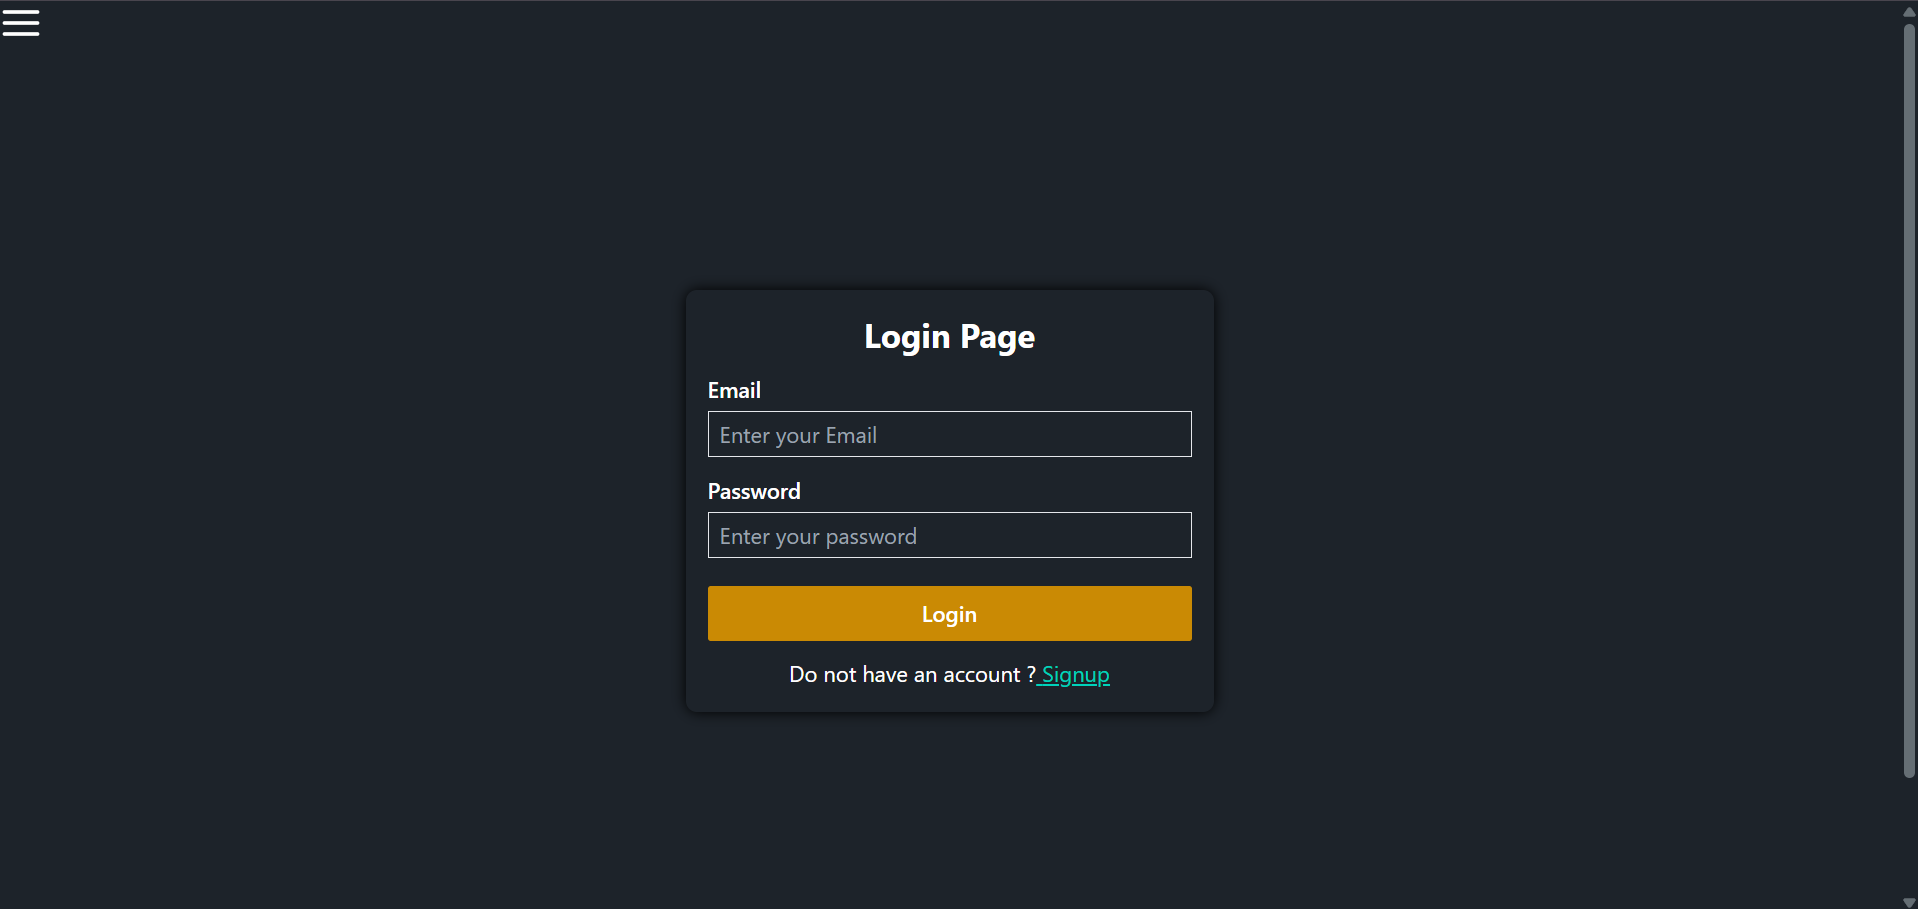 Login Page
Email
Enter your Email
Password
Enter your password
Login
Do not have an account ? Signup